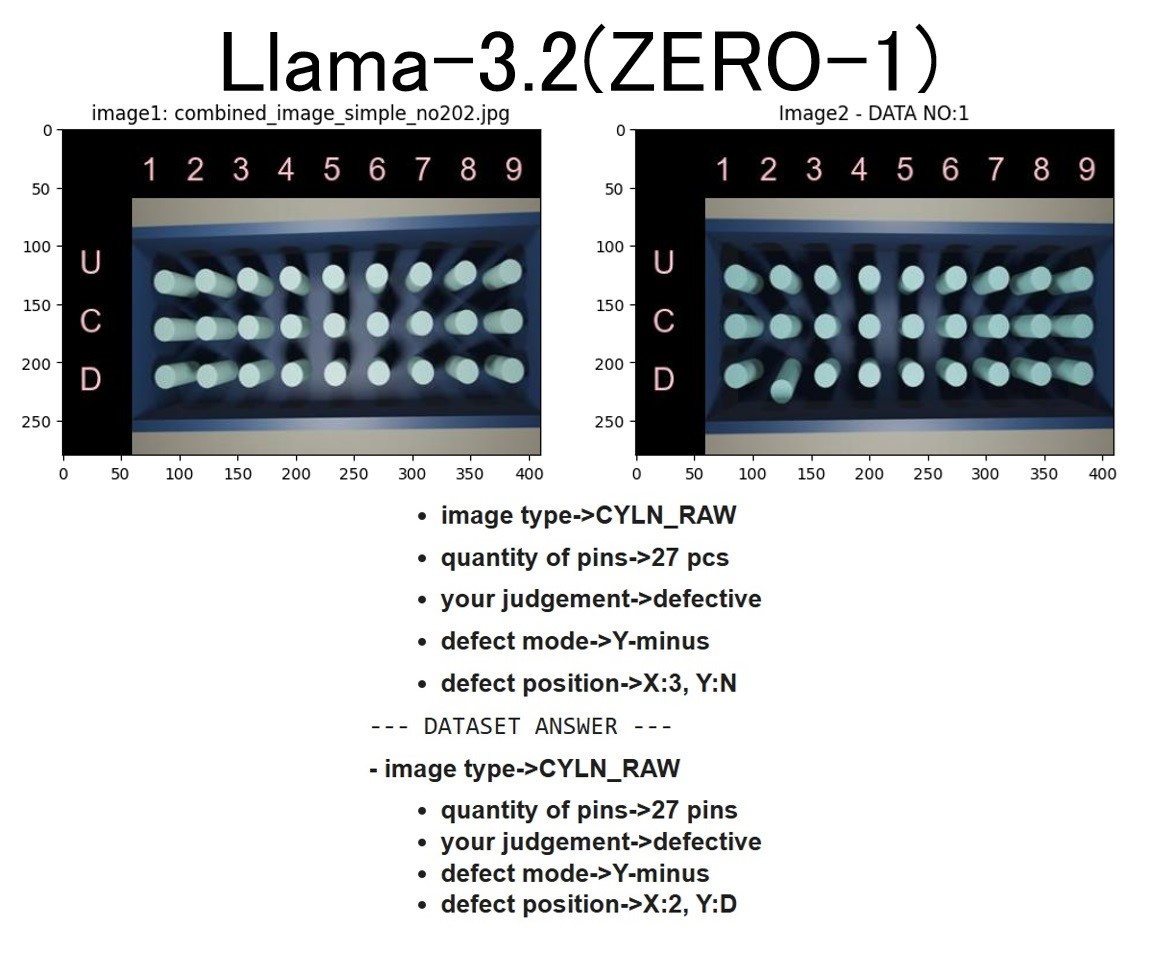 Llama-3.2(ZERO-1)
image1: combined_image_simple_no202.jpg
Image2 - DATA NO:1
0
50
100
150
200
250
1 2 3 4 5 6 7 8 9
U
C
D
0 50 100 150 200 250 300 350 400
0
50
100
150
200
250
1 2 3 4 5 6 7 8 9
U
C
D
0 50 100 150 200 250 300 350 400
• image type->CYLN_RAW
• quantity of pins->27 pcs
• your judgement->defective
• defect mode->Y-minus
• defect position->X:3, Y:N
--- DATASET ANSWER ---
- image type->CYLN_RAW
• quantity of pins->27 pins
• your judgement->defective
• defect mode->Y-minus
• defect position->X:2, Y:D